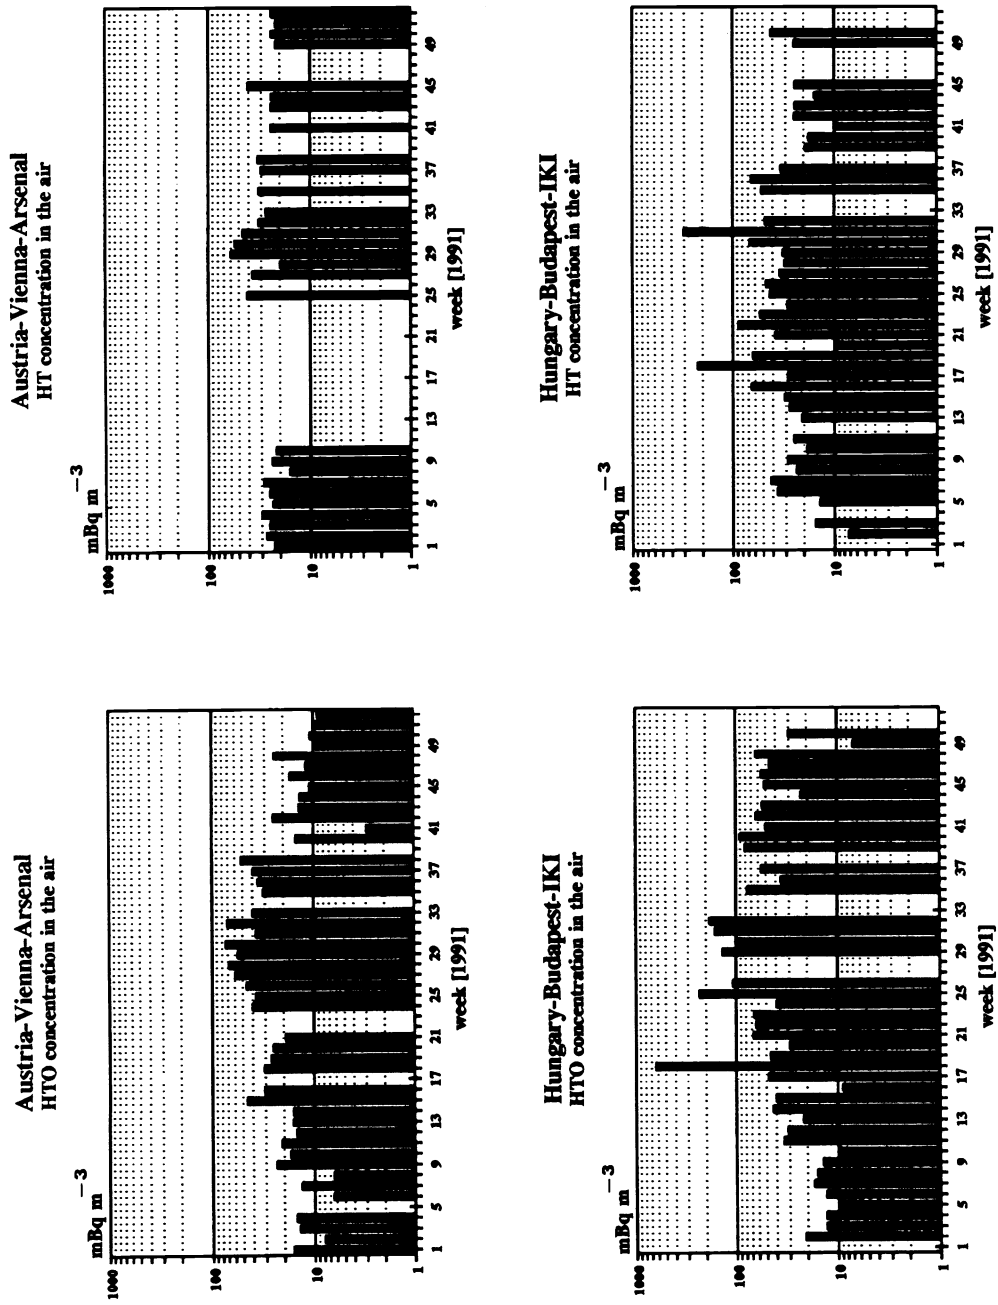 Austria-Vienna-Arsenal
HTO concentration in the air
mBq m⁻³
1000
100
10
1
1 5 9 13 17 21 25 29 33 37 41 45 49
week [1991]
Austria-Vienna-Arsenal
HT concentration in the air
mBq m⁻³
1000
100
10
1
1 5 9 13 17 21 25 29 33 37 41 45 49
week [1991]
Hungary-Budapest-IKI
HTO concentration in the air
mBq m⁻³
1000
100
10
1
1 5 9 13 17 21 25 29 33 37 41 45 49
week [1991]
Hungary-Budapest-IKI
HT concentration in the air
mBq m⁻³
1000
100
10
1
1 5 9 13 17 21 25 29 33 37 41 45 49
week [1991]